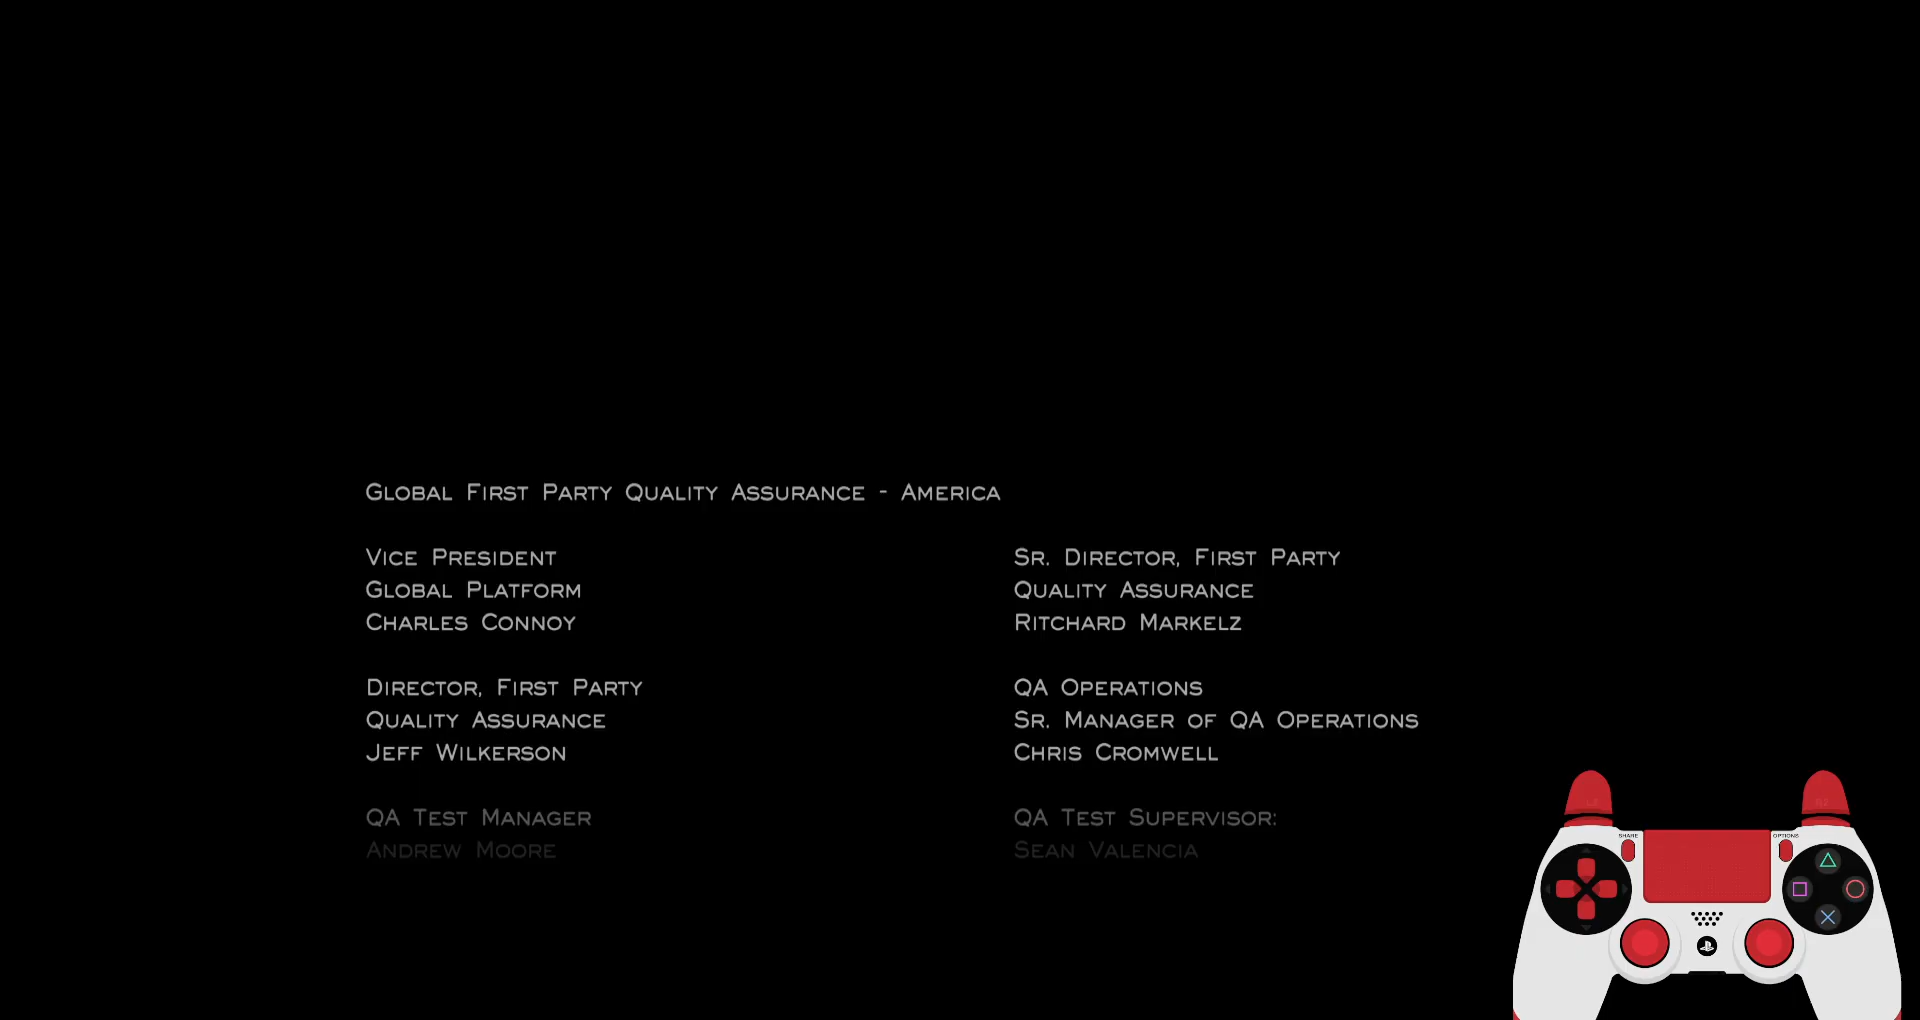 Global First Party Quality Assurance - America
Vice President
Global Platform
Charles Connoy
Sr. Director, First Party
Quality Assurance
Ritchard Markelz
Director, First Party
Quality Assurance
Jeff Wilkerson
QA Operations
Sr. Manager of QA Operations
Chris Cromwell
QA Test Manager
Andrew Moore
QA Test Supervisor:
Sean Valencia
SHARE
OPTIONS